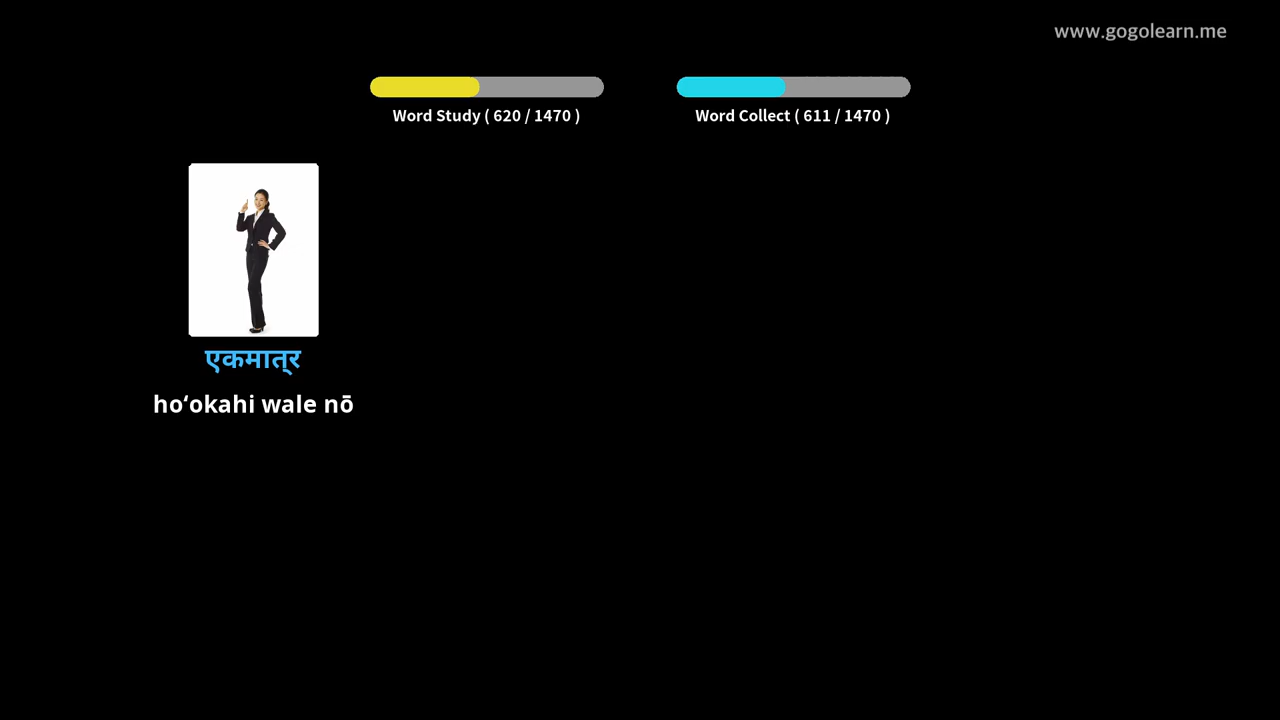 www.gogolearn.me
Word Study ( 620 / 1470 )
Word Collect ( 611 / 1470 )
एकमात्र
hoʻokahi wale nō